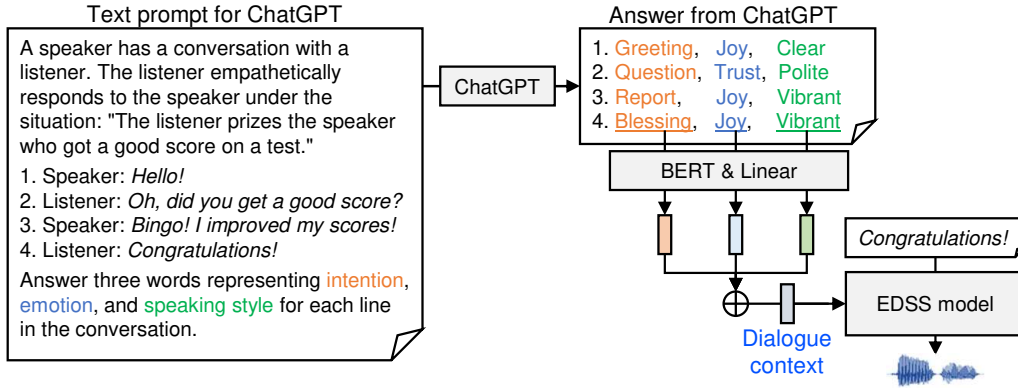 Text prompt for ChatGPT
A speaker has a conversation with a
listener. The listener empathetically
responds to the speaker under the
situation: "The listener prizes the speaker
who got a good score on a test."
1. Speaker: Hello!
2. Listener: Oh, did you get a good score?
3. Speaker: Bingo! I improved my scores!
4. Listener: Congratulations!
Answer three words representing intention,
emotion, and speaking style for each line
in the conversation.
ChatGPT
Answer from ChatGPT
1. Greeting, Joy, Clear
2. Question, Trust, Polite
3. Report, Joy, Vibrant
4. Blessing, Joy, Vibrant
BERT & Linear
Dialogue
context
Congratulations!
EDSS model